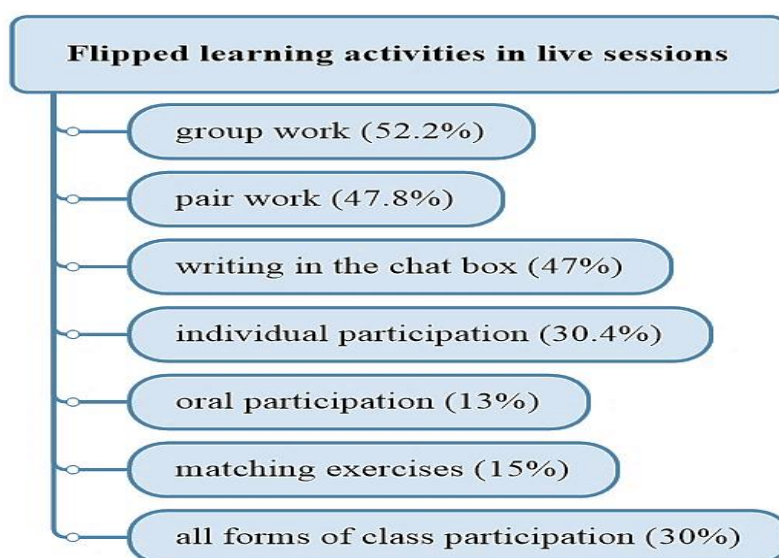 Flipped learning activities in live sessions
group work (52.2%)
pair work (47.8%)
writing in the chat box (47%)
individual participation (30.4%)
oral participation (13%)
matching exercises (15%)
all forms of class participation (30%)